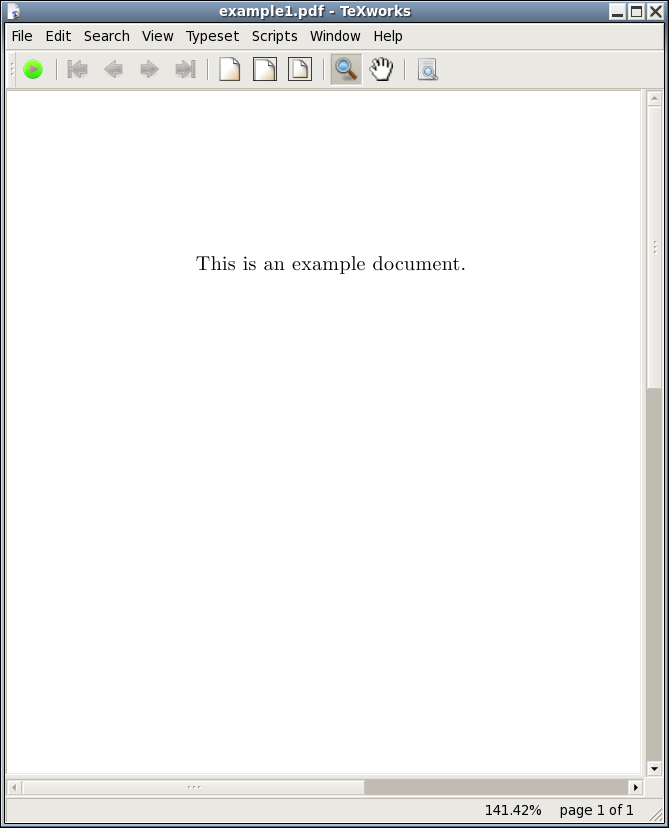 example1.pdf - TeXworks
File Edit Search View Typeset Scripts Window Help
This is an example document.
141.42% page 1 of 1